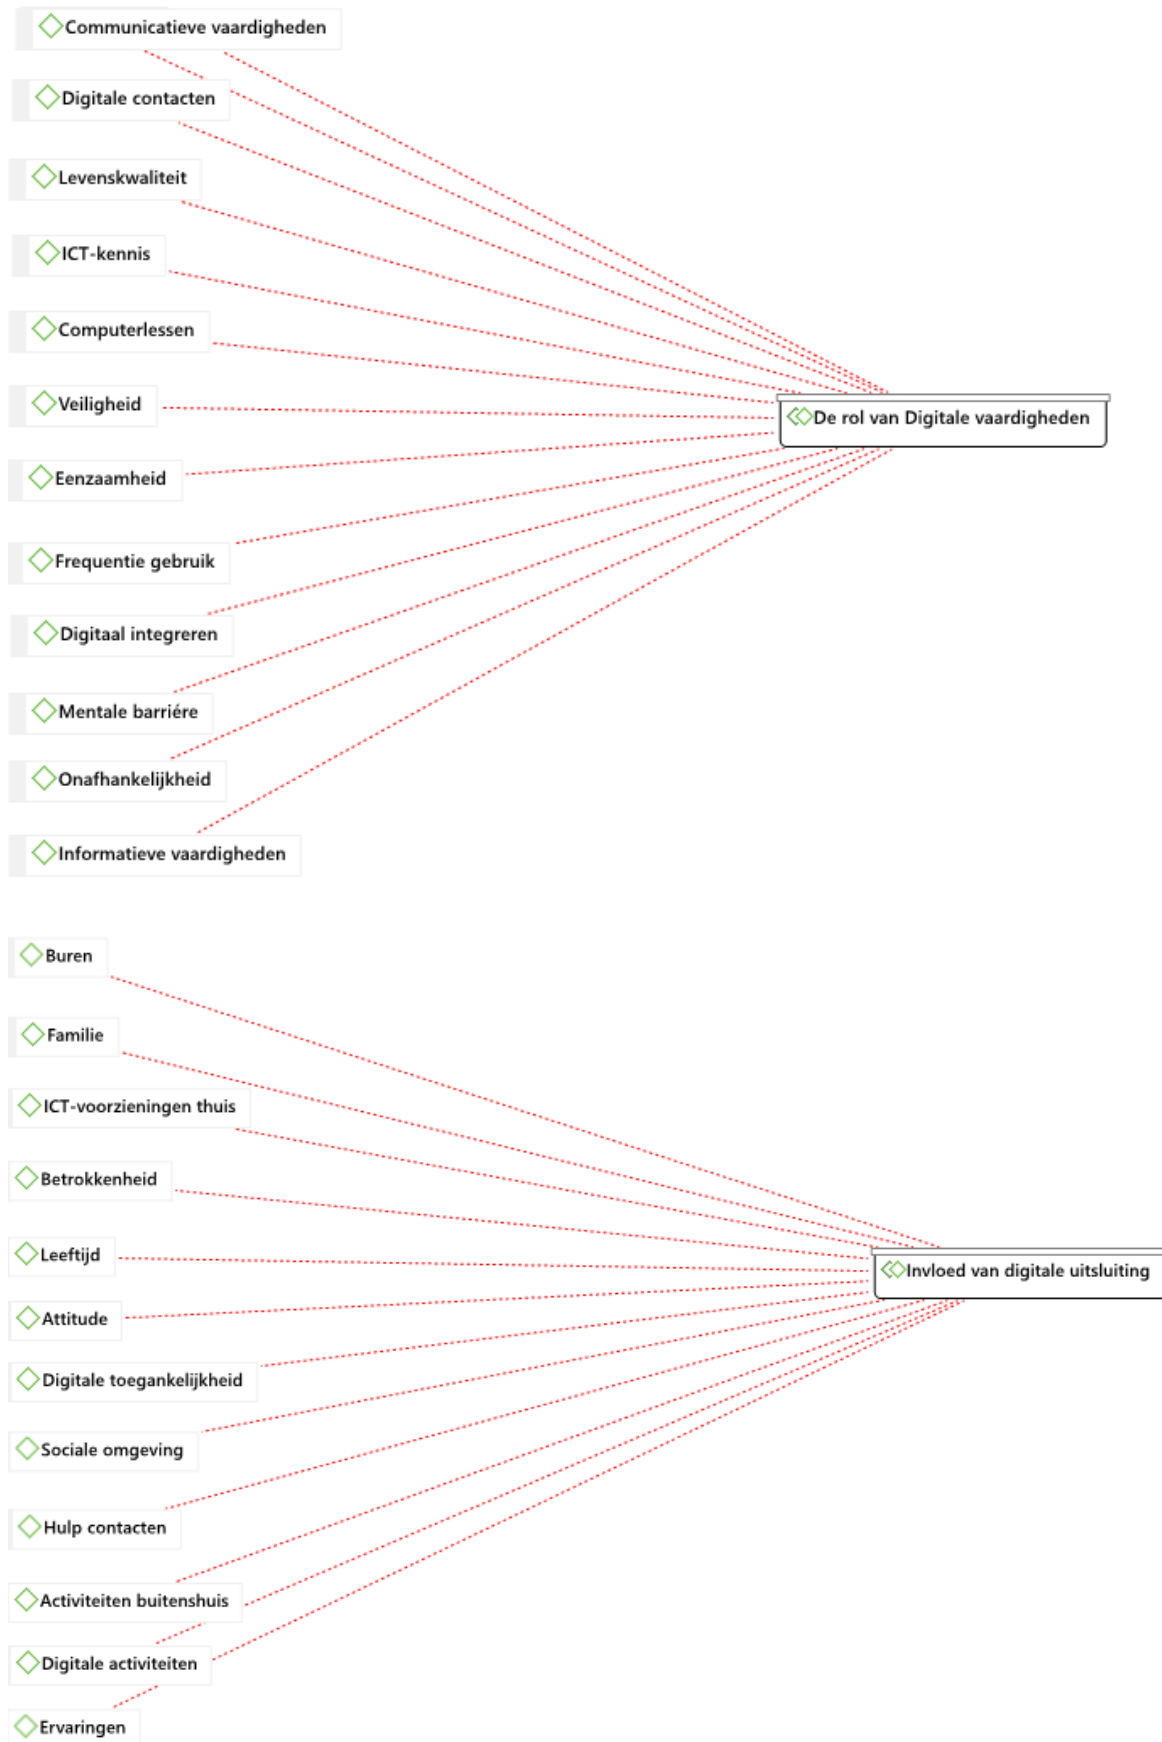 Communicatieve vaardigheden
Digitale contacten
Levenskwaliteit
ICT-kennis
Computerlessen
Veiligheid
De rol van Digitale vaardigheden
Eenzaamheid
Frequentie gebruik
Digitaal integreren
Mentale barriére
Onafhankelijkheid
Informatieve vaardigheden
Buren
Familie
ICT-voorzieningen thuis
Betrokkenheid
Leeftijd
Invloed van digitale uitsluiting
Attitude
Digitale toegankelijkheid
Sociale omgeving
Hulp contacten
Activiteiten buitenshuis
Digitale activiteiten
Ervaringen